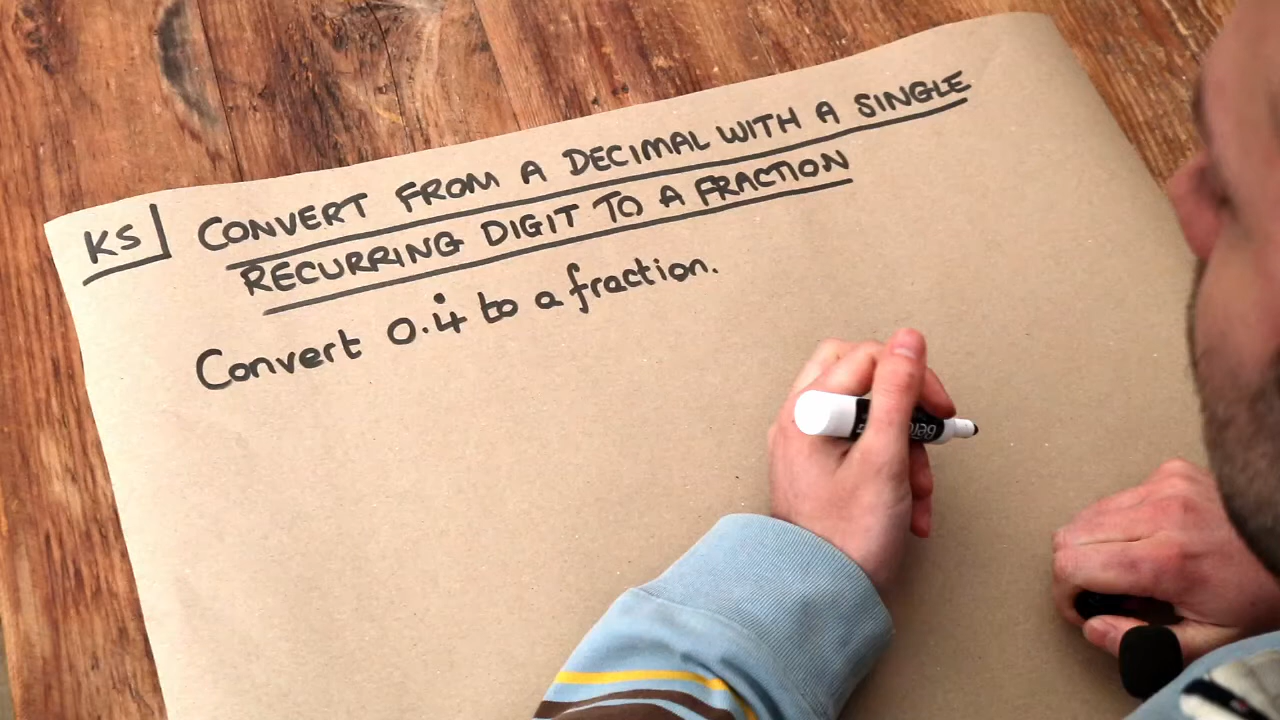 KS
CONVERT FROM A DECIMAL WITH A SINGLE
RECURRING DIGIT TO A FRACTION
Convert 0.4̇ to a fraction.